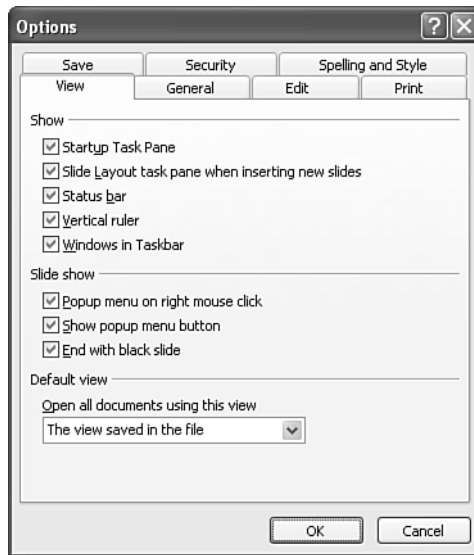 Options
Save Security Spelling and Style
View General Edit Print
Show
Startup Task Pane
Slide Layout task pane when inserting new slides
Status bar
Vertical ruler
Windows in Taskbar
Slide show
Popup menu on right mouse click
Show popup menu button
End with black slide
Default view
Open all documents using this view
The view saved in the file
OK Cancel